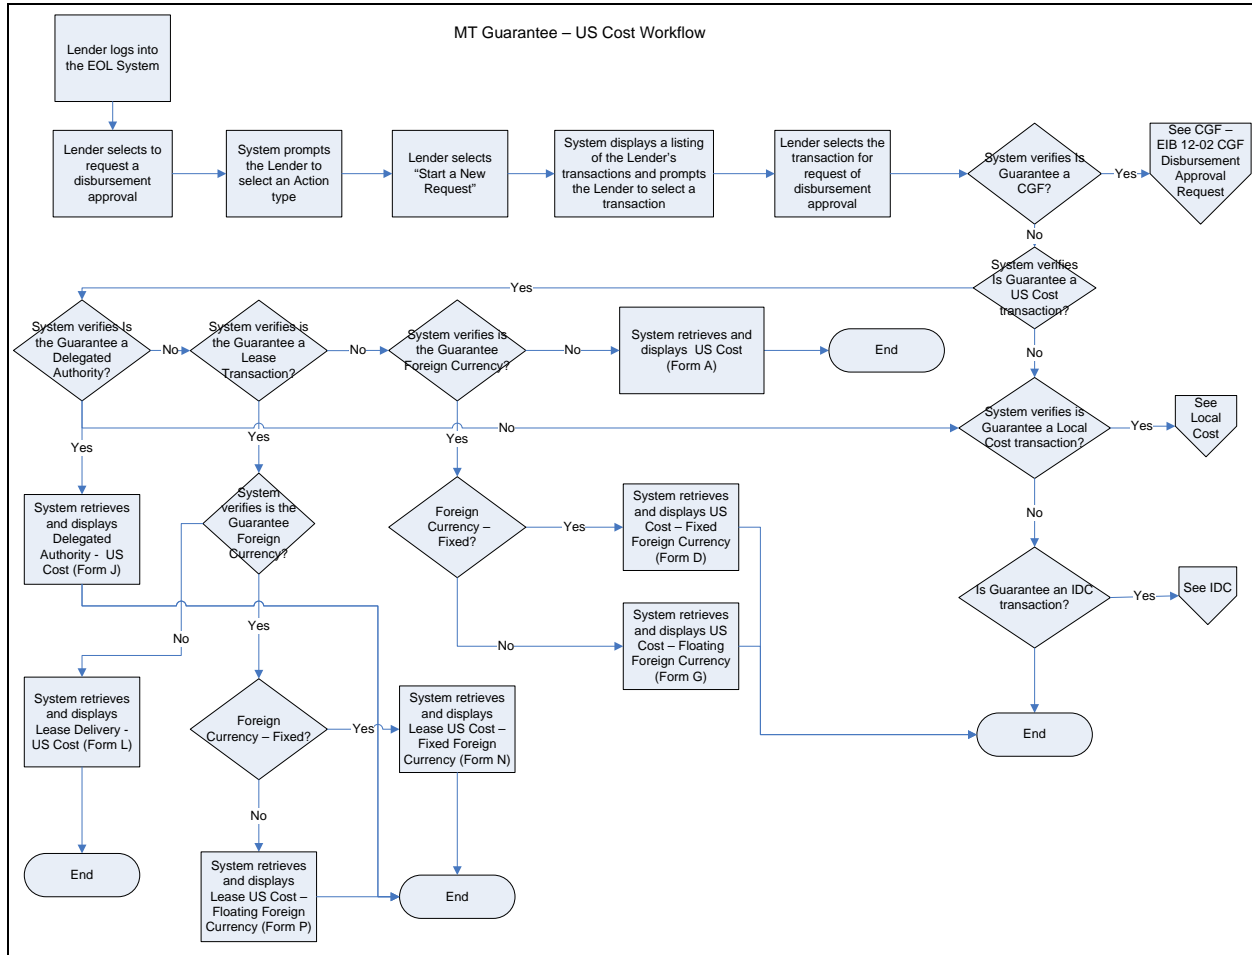 MT Guarantee – US Cost Workflow
Lender logs into
the EOL System
Lender selects to
request a
disbursement
approval
System prompts
the Lender to
select an Action
type
Lender selects
“Start a New
Request”
System displays a listing
of the Lender’s
transactions and prompts
the Lender to select a
transaction
Lender selects the
transaction for
request of
disbursement
approval
System verifies Is
Guarantee a
CGF?
Yes
See CGF –
EIB 12-02 CGF
Disbursement
Approval
Request
No
System verifies
Is Guarantee a
US Cost
transaction?
Yes
No
System verifies Is
the Guarantee a
Delegated
Authority?
No
System verifies is
the Guarantee a
Lease
Transaction?
No
System verifies is
the Guarantee
Foreign Currency?
No
System retrieves and
displays  US Cost
(Form A)
End
Yes
Yes
Yes
No
System verifies is
Guarantee a Local
Cost transaction?
Yes
See
Local
Cost
No
System retrieves
and displays
Delegated
Authority -  US
Cost (Form J)
System
verifies is the
Guarantee
Foreign
Currency?
Foreign
Currency –
Fixed?
Yes
System retrieves
and displays US
Cost – Fixed
Foreign Currency
(Form D)
Is Guarantee an IDC
transaction?
Yes
See IDC
No
Yes
No
System retrieves
and displays US
Cost – Floating
Foreign Currency
(Form G)
System retrieves
and displays
Lease Delivery -
US Cost (Form L)
Foreign
Currency – Fixed?
Yes
System retrieves
and displays
Lease US Cost –
Fixed Foreign
Currency (Form N)
End
No
End
System retrieves
and displays
Lease US Cost –
Floating Foreign
Currency (Form P)
End